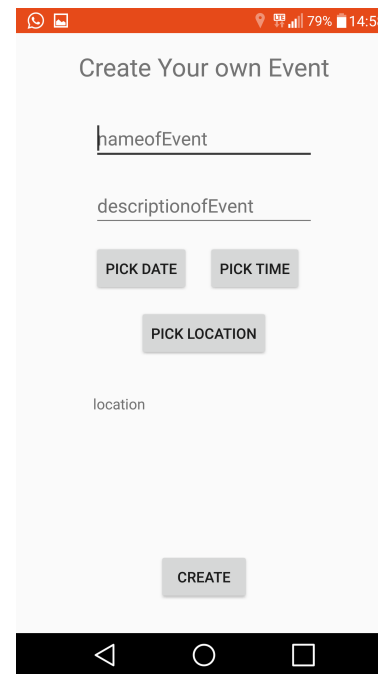 79% 14:5
Create Your own Event
nameofEvent
descriptionofEvent
PICK DATE PICK TIME
PICK LOCATION
location
CREATE